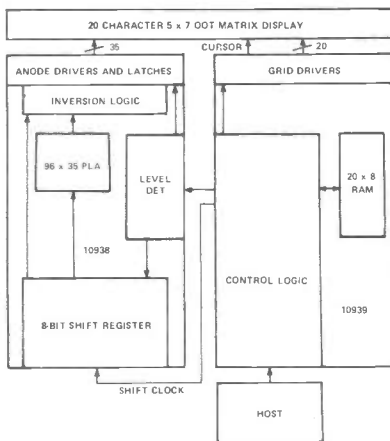 20 CHARACTER 5 x 7 OOT MATRIX DISPLAY
35
CURSOR
20
ANODE DRIVERS AND LATCHES
GRID DRIVERS
INVERSION LOGIC
96 x 35 PLA
LEVEL
DET
20 x 8
RAM
10938
CONTROL LOGIC
10939
8-BIT SHIFT REGISTER
SHIFT CLOCK
HOST